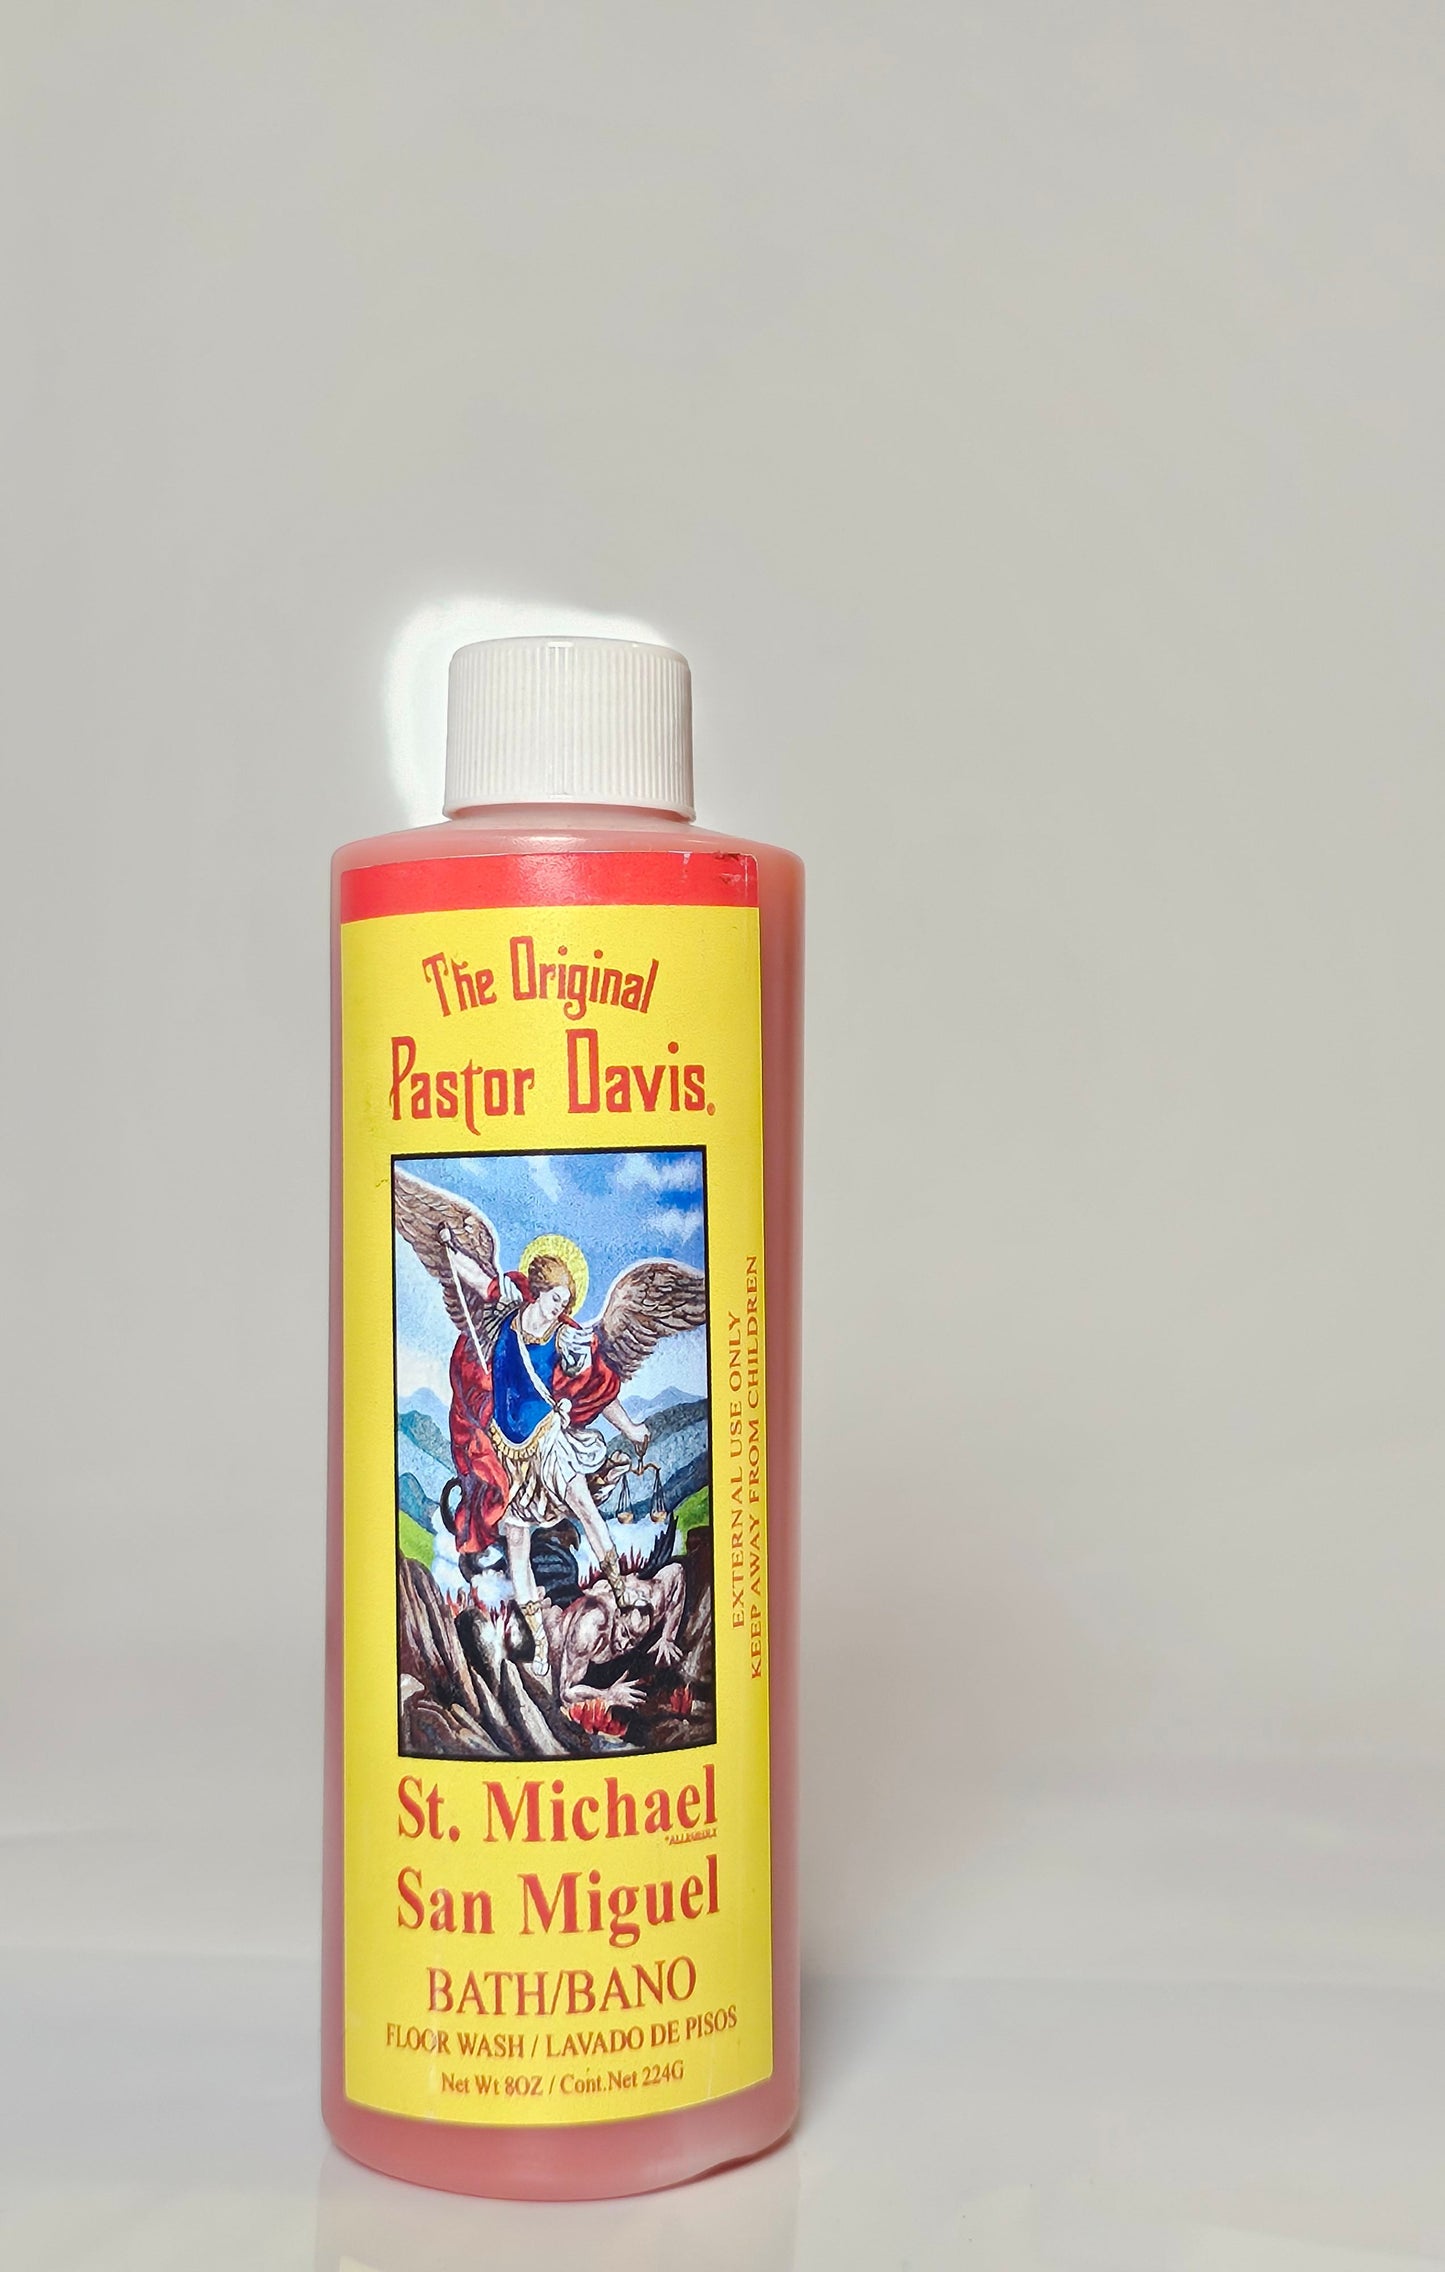 The Original
Pastor Davis®
EXTERNAL USE ONLY
KEEP AWAY FROM CHILDREN
St. Michael
San Miguel
BATH/BANO
FLOOR WASH / LAVADO DE PISOS
Net Wt 8OZ / Cont.Net 224G